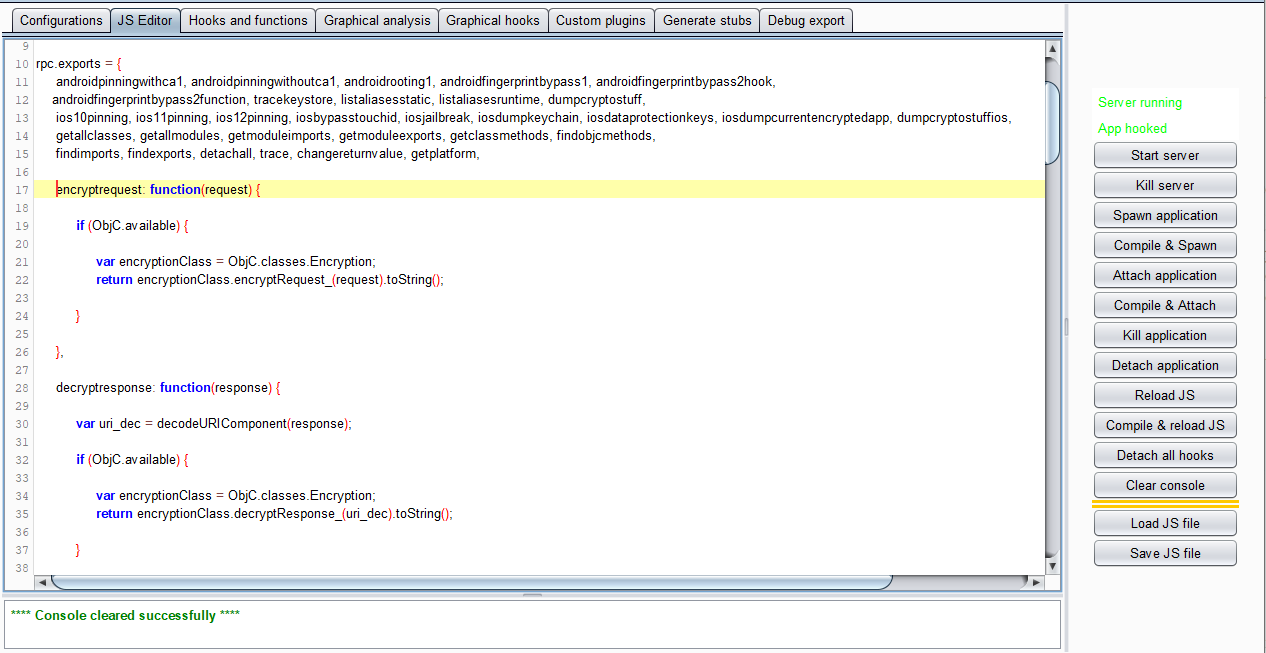 Configurations JS Editor Hooks and functions Graphical analysis Graphical hooks Custom plugins Generate stubs Debug export
9
10 rpc.exports = {
11 androidpinningwithca1, androidpinningwithoutca1, androidrooting1, androidfingerprintbypass1, androidfingerprintbypass2hook,
12 androidfingerprintbypass2function, tracekeystore, listaliasesstatic, listaliasesruntime, dumpcryptostuff,
13 ios10pinning, ios11pinning, ios12pinning, iosbypasstouchid, iosjailbreak, iosdumpkeychain, iosdataprotectionkeys, iosdumpcurrentencryptedapp, dumpcryptostuffios,
14 getallclasses, getallmodules, getmoduleimports, getmoduleexports, getclassmethods, findobjcmethods,
15 findimports, findexports, detachall, trace, changereturnvalue, getplatform,
16
17 encryptrequest: function(request) {
18
19 if (ObjC.available) {
20
21 var encryptionClass = ObjC.classes.Encryption;
22 return encryptionClass.encryptRequest_(request).toString();
23
24 }
25
26 },
27
28 decryptresponse: function(response) {
29
30 var uri_dec = decodeURIComponent(response);
31
32 if (ObjC.available) {
33
34 var encryptionClass = ObjC.classes.Encryption;
35 return encryptionClass.decryptResponse_(uri_dec).toString();
36
37 }
38
**** Console cleared successfully ****
Server running
App hooked
Start server
Kill server
Spawn application
Compile & Spawn
Attach application
Compile & Attach
Kill application
Detach application
Reload JS
Compile & reload JS
Detach all hooks
Clear console
Load JS file
Save JS file